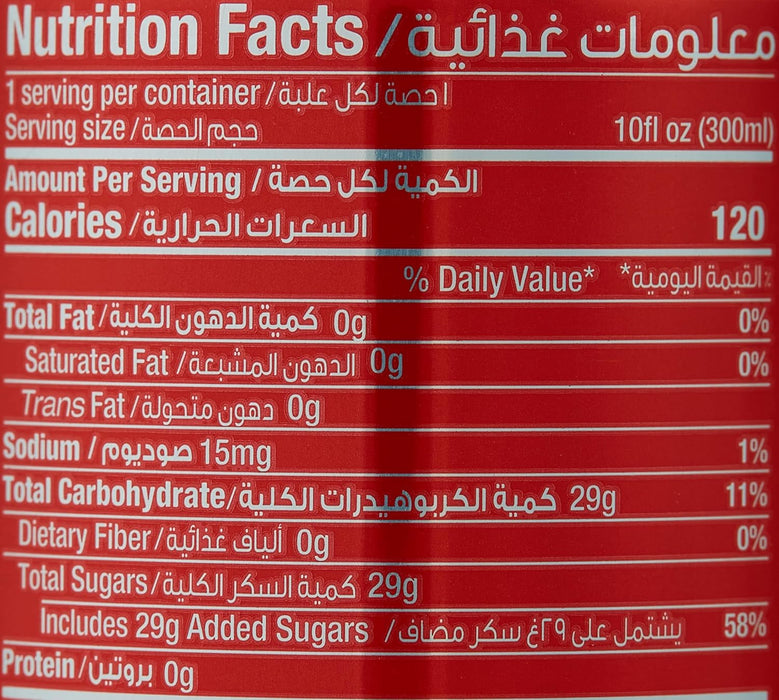 Nutrition Facts / معلومات غذائية
1 serving per container / احصة لكل علبة
Serving size / حجم الحصة 10fl oz (300ml)
Amount Per Serving / الكمية لكل حصة
Calories / السعرات الحرارية 120
% Daily Value* *القيمة اليومية ٪
Total Fat / كمية الدهون الكلية 0g 0%
Saturated Fat / الدهون المشبعة 0g 0%
Trans Fat / دهون متحولة 0g
Sodium / صوديوم 15mg 1%
Total Carbohydrate / كمية الكربوهيدرات الكلية 29g 11%
Dietary Fiber / ألياف غذائية 0g 0%
Total Sugars / كمية السكر الكلية 29g
Includes 29g Added Sugars / يشتمل على ٢٩غ سكر مضاف 58%
Protein / بروتين 0g